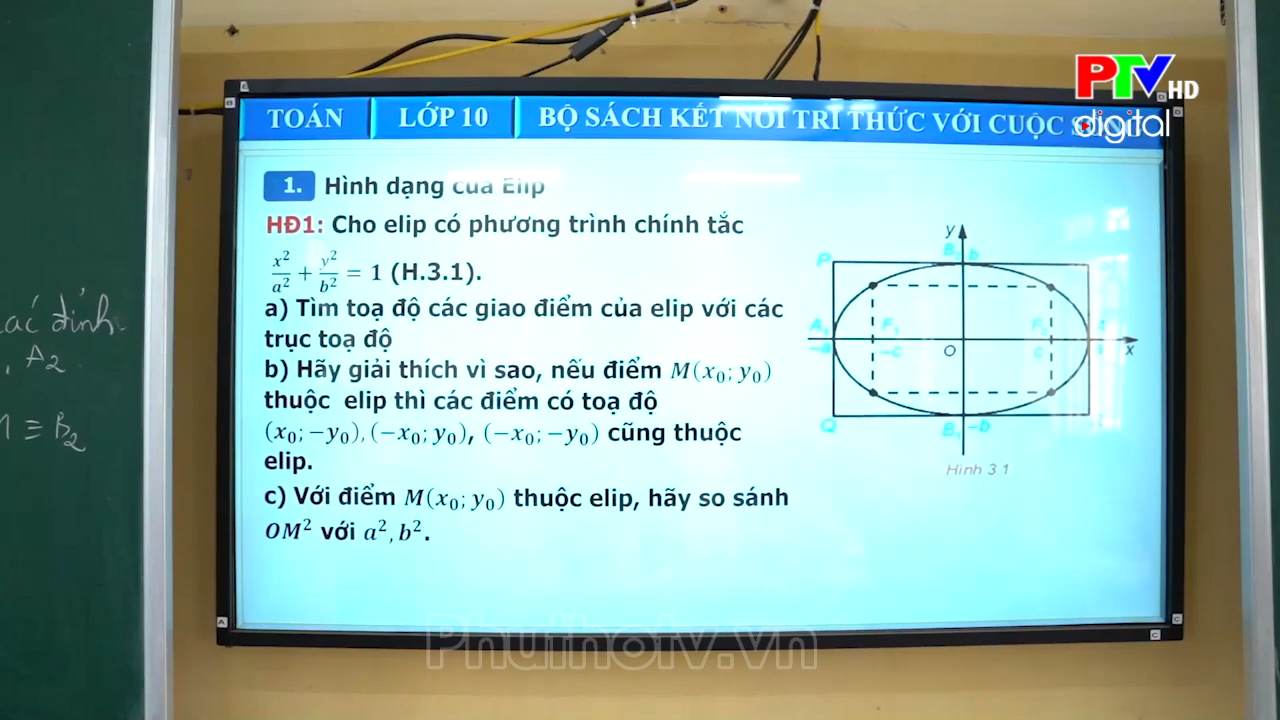 PTV HD
digital
TOÁN LỚP 10 BỘ SÁCH KẾT NỐI TRI THỨC VỚI CUỘC
1. Hình dạng của Elip
HĐ1: Cho elip có phương trình chính tắc
x²/a² + y²/b² = 1 (H.3.1).
a) Tìm toạ độ các giao điểm của elip với các
trục toạ độ
b) Hãy giải thích vì sao, nếu điểm M(x₀; y₀)
thuộc elip thì các điểm có toạ độ
(x₀; −y₀), (−x₀; y₀), (−x₀; −y₀) cũng thuộc
elip.
c) Với điểm M(x₀; y₀) thuộc elip, hãy so sánh
OM² với a², b².
y
P b
F₁
−c O c x
Q B₁ −b
Hình 3.1
đỉnh
, A₂
≡ B₂
Phuthotv.vn